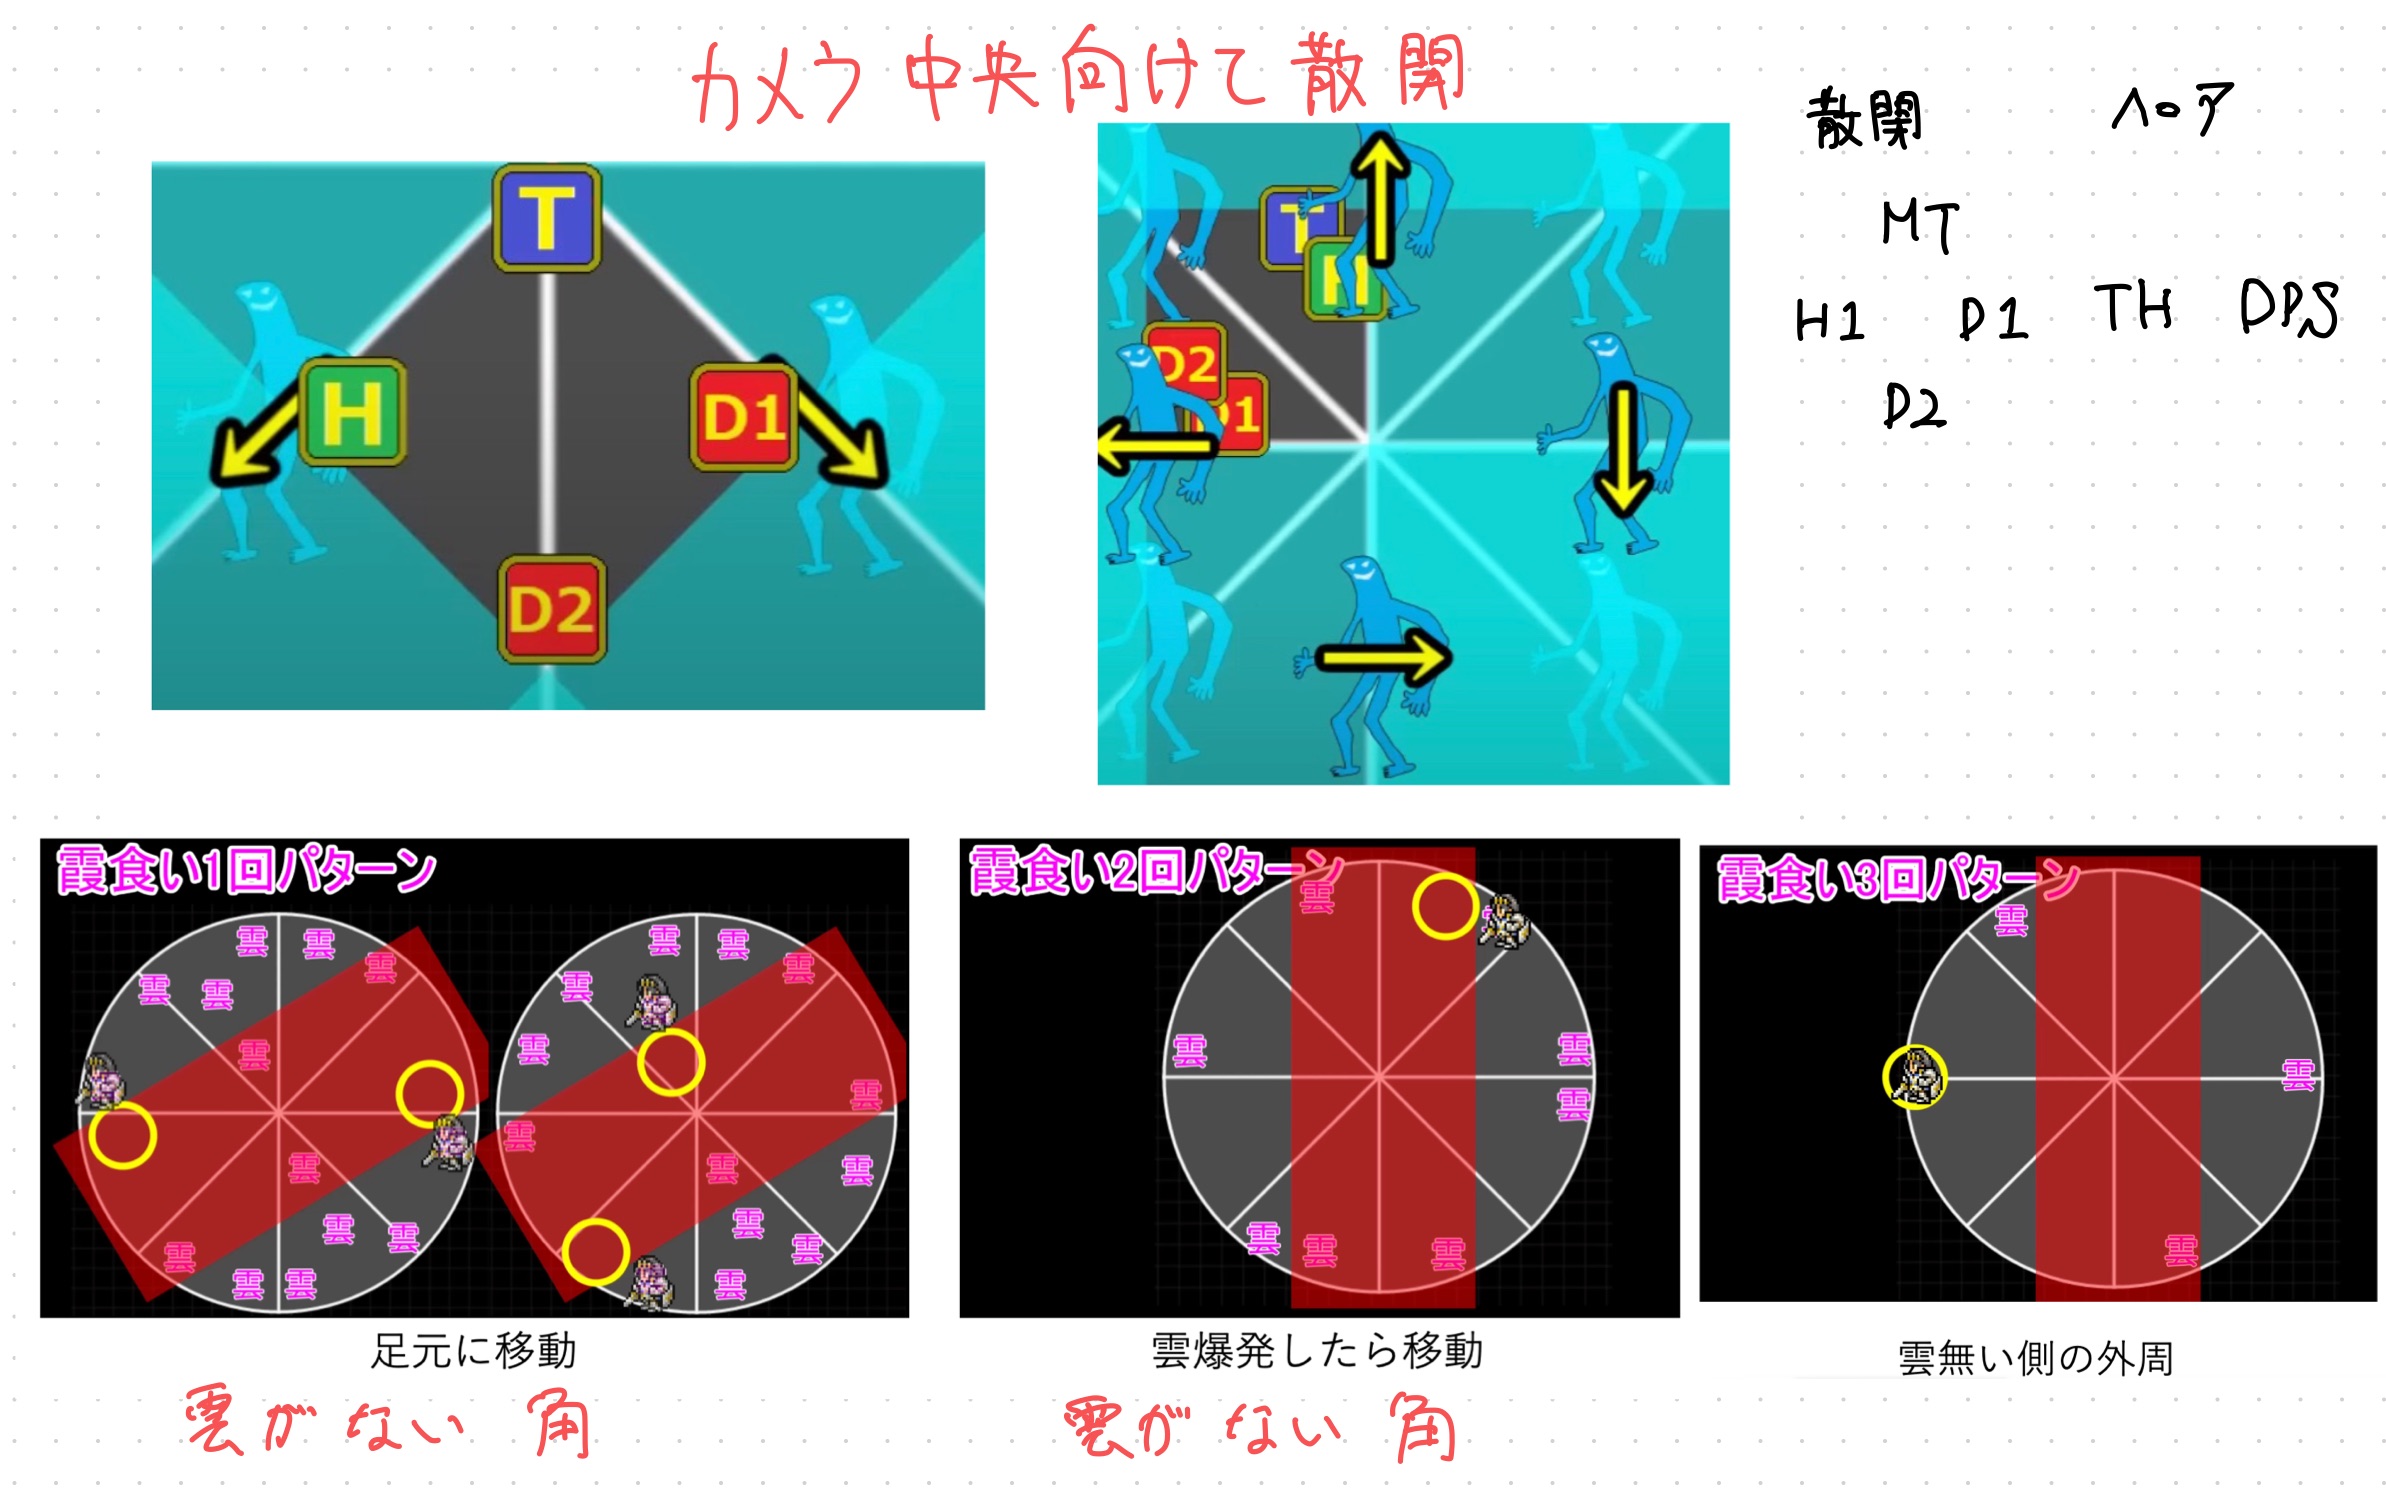 カメラ中央向けて散開
散開 ペア
MT
H1 D1 TH DPS
D2
T
H
D1
D2
T
H
D2
D1
霞食い1回パターン
雲 雲 雲
雲 雲
雲
雲
雲 雲
雲
雲 雲
雲 雲 雲
雲
雲
雲
雲
雲
雲
雲 雲
雲
足元に移動
雲がない角
霞食い2回パターン
雲
雲 雲
雲
雲 雲 雲
雲爆発したら移動
雲がない角
霞食い3回パターン
雲
雲
雲
雲無い側の外周